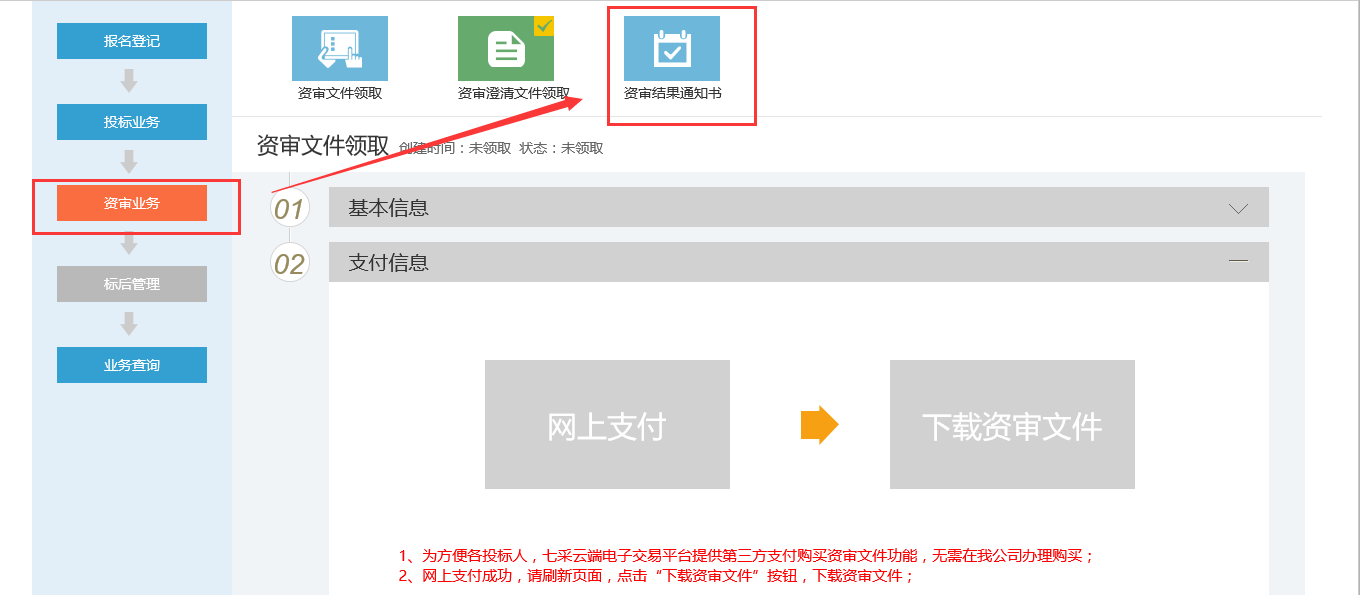 报名登记
投标业务
资审业务
标后管理
业务查询
资审文件领取
资审澄清文件领取
资审结果通知书
资审文件领取 创建时间：未领取 状态：未领取
01 基本信息
02 支付信息
网上支付
下载资审文件
1、为方便各投标人，七采云端电子交易平台提供第三方支付购买资审文件功能，无需在我公司办理购买；
2、网上支付成功，请刷新页面，点击“下载资审文件”按钮，下载资审文件；